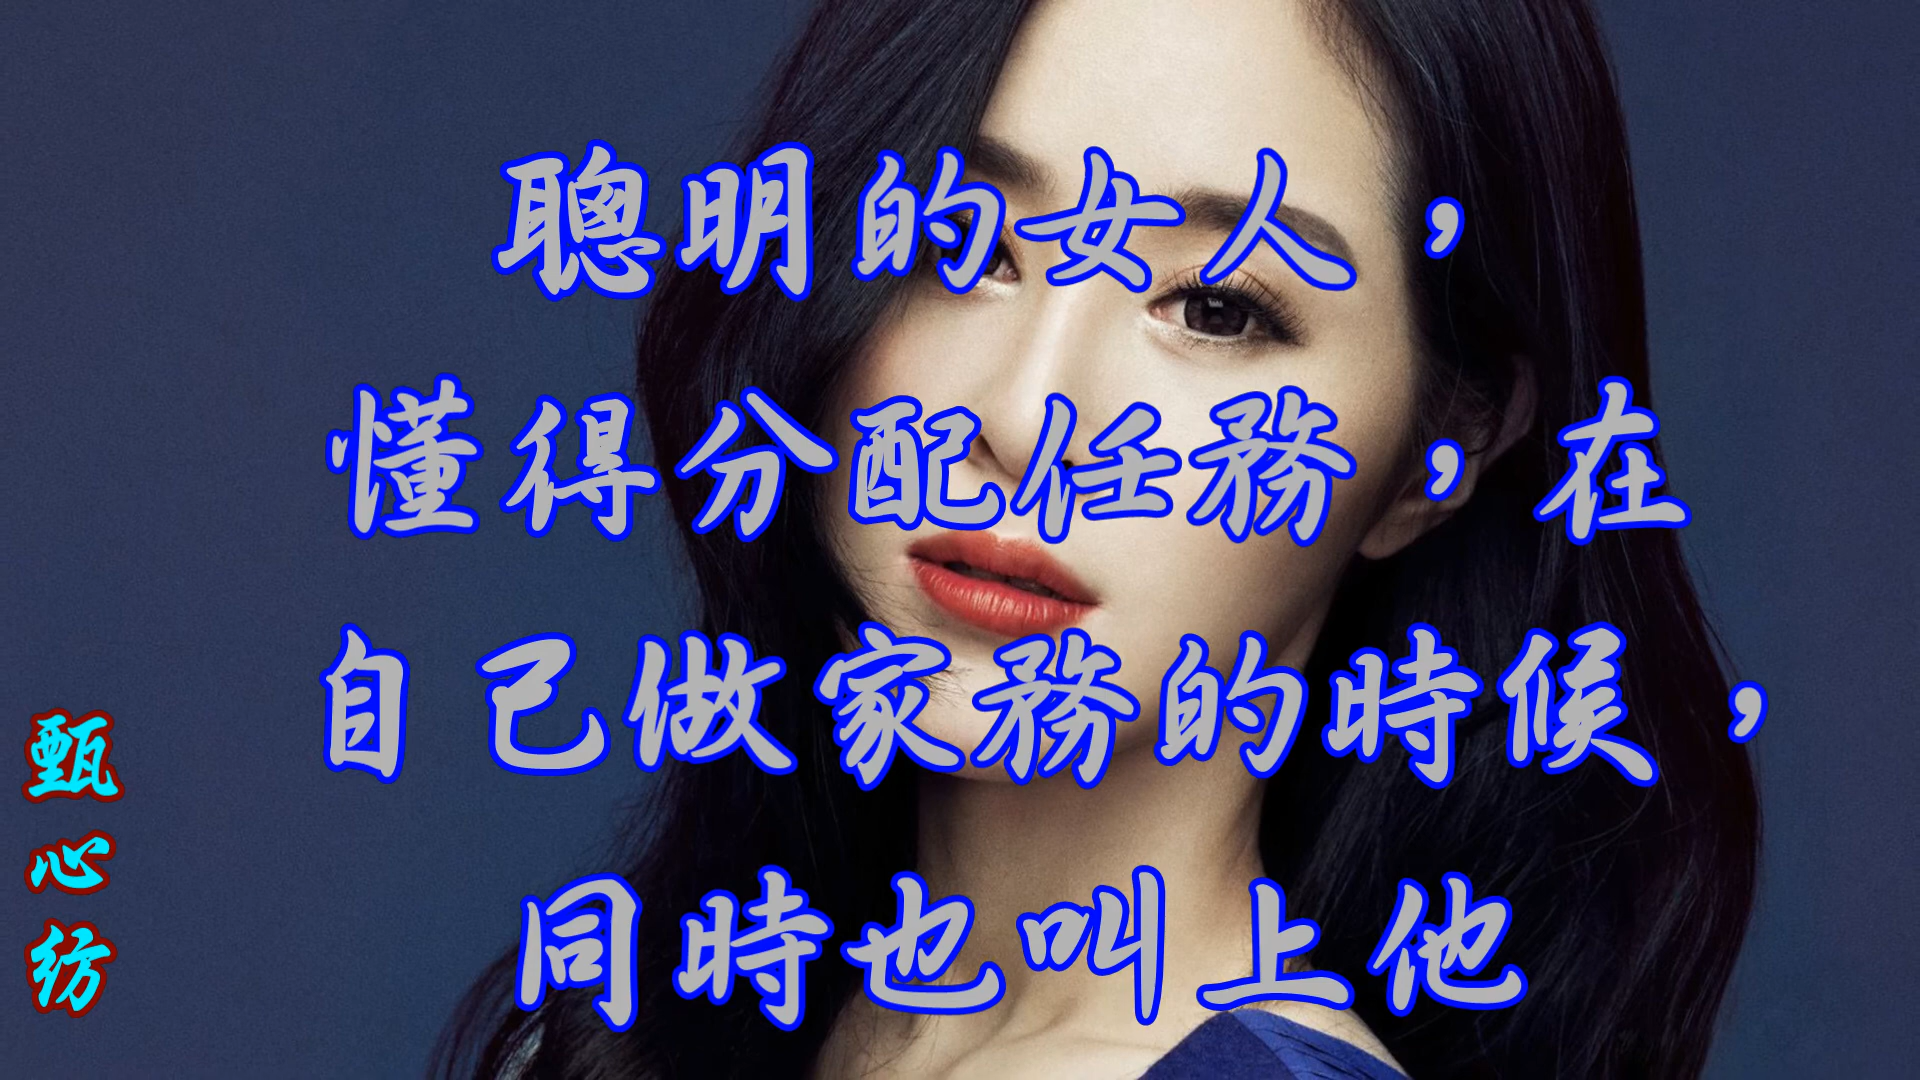 聰明的女人，
懂得分配任務，在
自己做家務的時候，
同時也叫上他
甄心紡